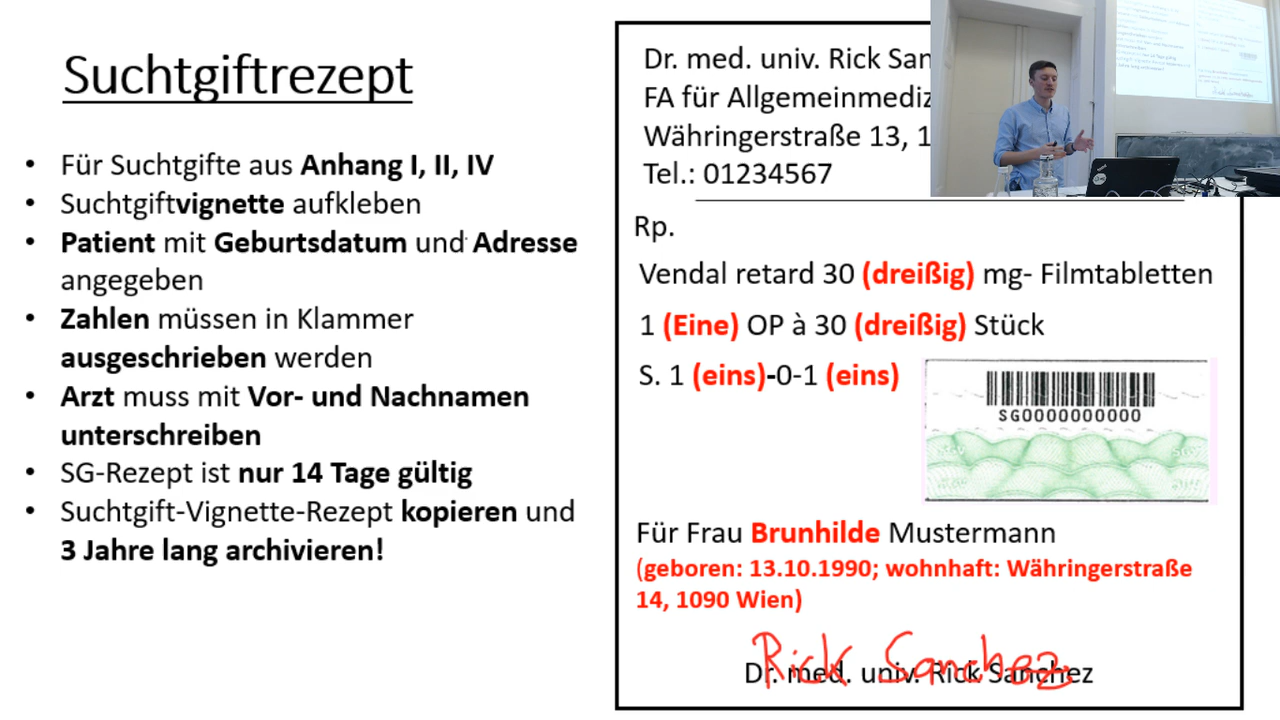 Suchtgiftrezept
• Für Suchtgifte aus Anhang I, II, IV
• Suchtgiftvignette aufkleben
• Patient mit Geburtsdatum und Adresse
angegeben
• Zahlen müssen in Klammer
ausgeschrieben werden
• Arzt muss mit Vor- und Nachnamen
unterschreiben
• SG-Rezept ist nur 14 Tage gültig
• Suchtgift-Vignette-Rezept kopieren und
3 Jahre lang archivieren!
Dr. med. univ. Rick San
FA für Allgemeinmediz
Währingerstraße 13, 1
Tel.: 01234567
Rp.
Vendal retard 30 (dreißig) mg- Filmtabletten
1 (Eine) OP à 30 (dreißig) Stück
S. 1 (eins)-0-1 (eins)
SG0000000000
Für Frau Brunhilde Mustermann
(geboren: 13.10.1990; wohnhaft: Währingerstraße
14, 1090 Wien)
Rick Sanchez
Dr. med. univ. Rick Sanchez